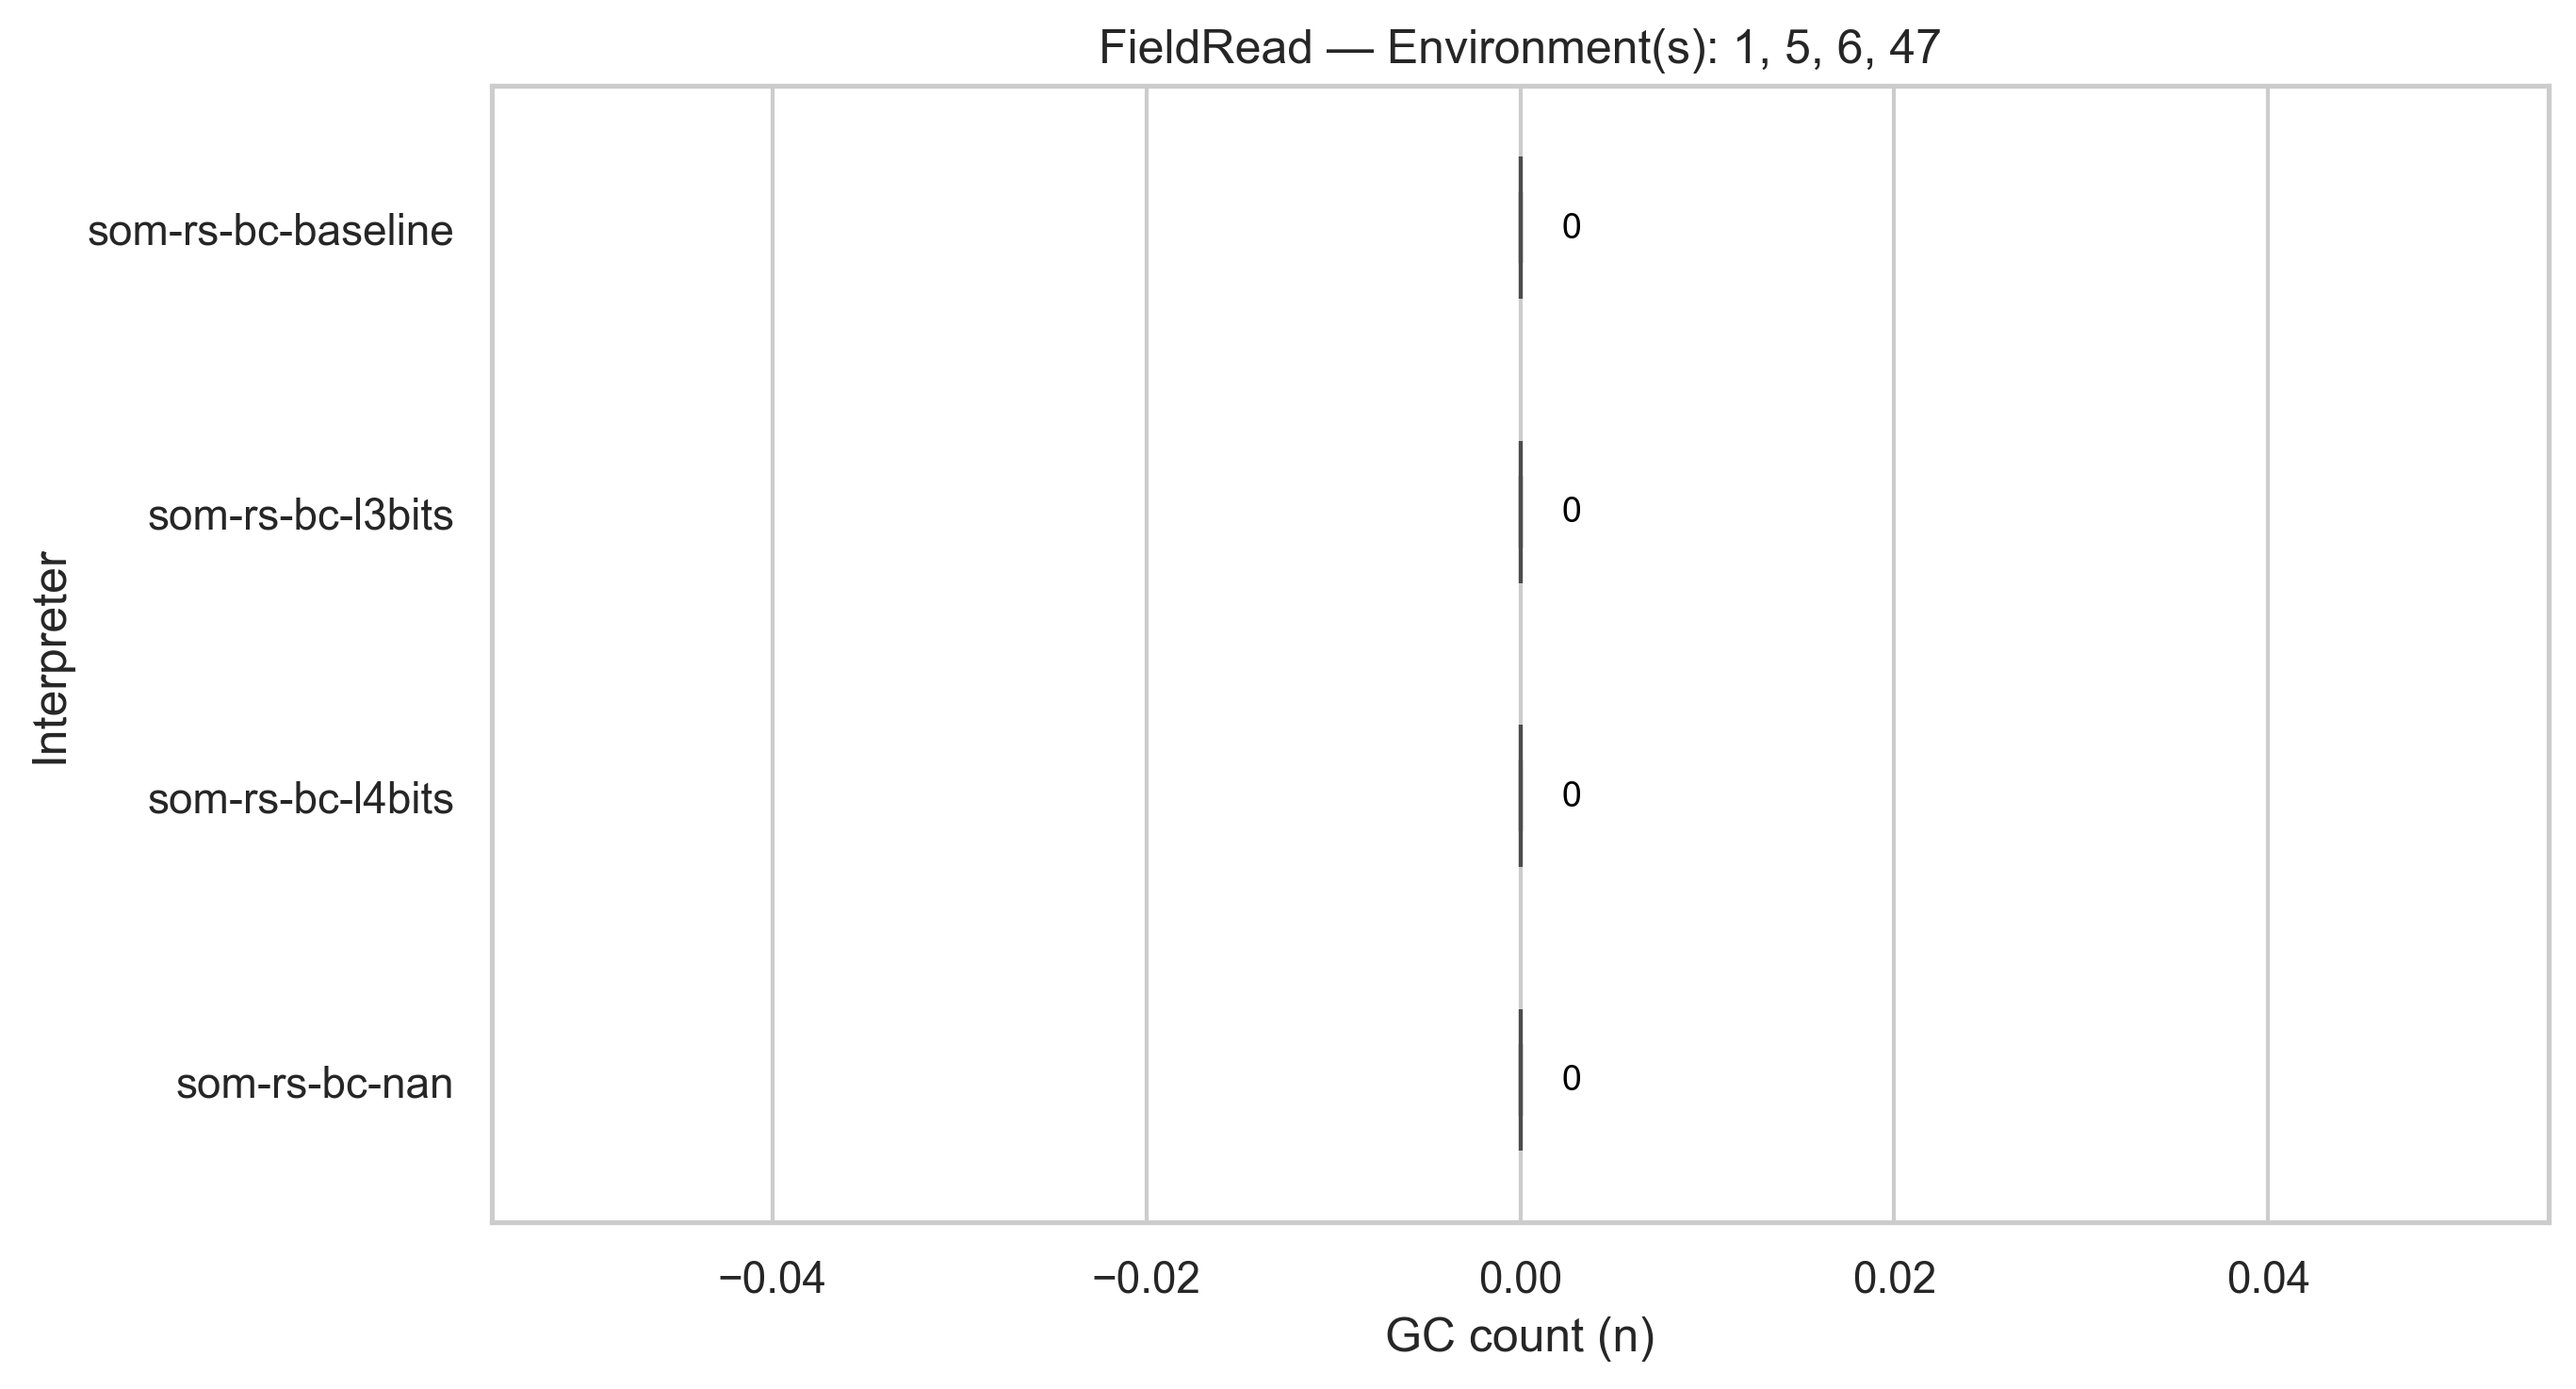 FieldRead — Environment(s): 1, 5, 6, 47
som-rs-bc-baseline
0
som-rs-bc-l3bits
0
som-rs-bc-l4bits
0
som-rs-bc-nan
0
Interpreter
−0.04
−0.02
0.00
0.02
0.04
GC count (n)